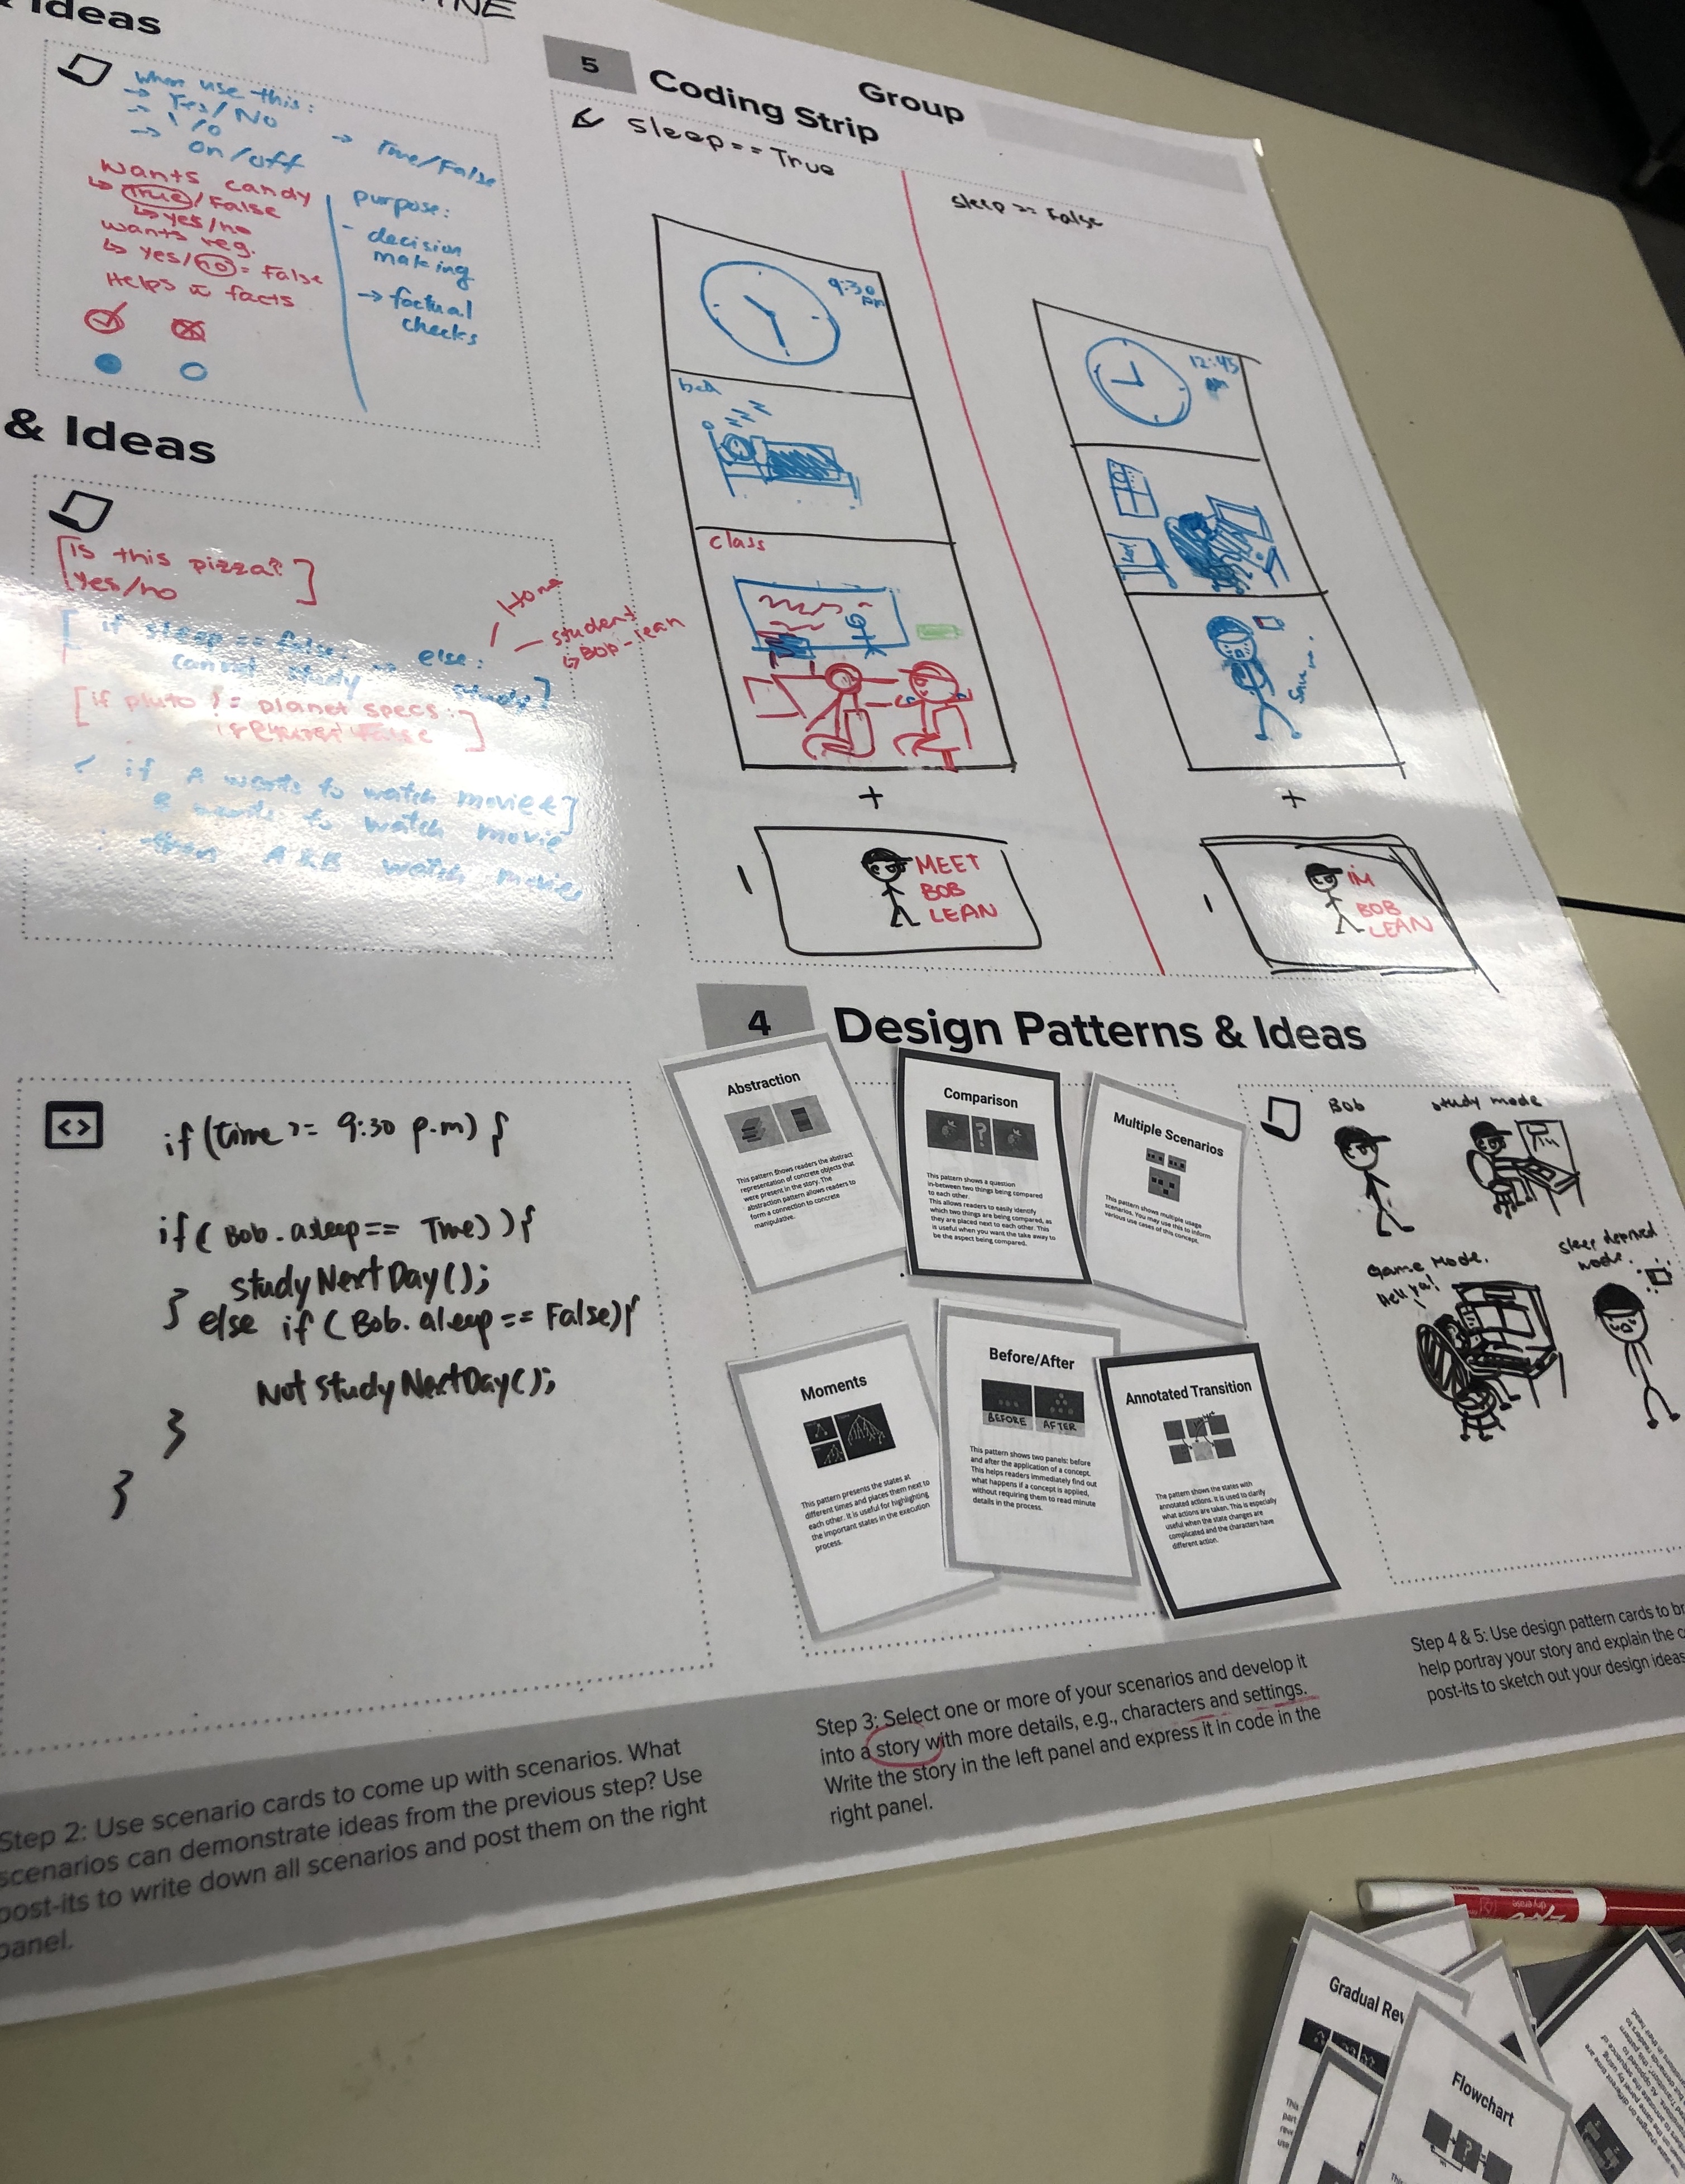 & Ideas
When use this:
→ Yes/No
→ 1/0
→ on/off
→ True/False
wants candy
↳ True/False
↳ yes/no
wants veg.
↳ yes/no = False
Helps facts
purpose:
- decision
making
→ factual
checks
& Ideas
[Is this pizza?]
yes/no
if sleep == false, else:
cannot study
Home
student
↳ Bob-lean
[if pluto != planet specs:]
if A wants to watch movie &
B wants to watch movie
then A & B watch movie
if (time >= 9:30 p.m) {
if ( Bob.asleep == True) ) {
study Next Day ();
} else if ( Bob. aleep == False) {
Not study Next Day ();
}
}
5 Coding Strip
Group
sleep == True
sleep == False
9:30
pm
bed
zzz
class
+
MEET
BOB
LEAN
12:45
+
IM
BOB
LEAN
4 Design Patterns & Ideas
Abstraction
This pattern shows readers the abstract
representation of concrete objects that
were present in the story. The
abstraction pattern allows readers to
form a connection to concrete
manipulative.
Comparison
?
This pattern shows a question
in-between two things being compared
to each other.
This allows readers to easily identify
which two things are being compared, as
they are placed next to each other. This
is useful when you want the take away to
be the aspect being compared.
Multiple Scenarios
This pattern shows multiple usage
scenarios. You may use this to inform
various use cases of this concept.
Moments
This pattern presents the states at
different times and places them next to
each other. It is useful for highlighting
the important states in the execution
process.
Before/After
BEFORE AFTER
This pattern shows two panels: before
and after the application of a concept.
This helps readers immediately find out
what happens if a concept is applied,
without requiring them to read minute
details in the process.
Annotated Transition
The pattern shows the states with
annotated actions. It is used to clarify
what actions are taken. This is especially
useful when the state changes are
complicated and the characters have
different action.
Bob
study mode
Game Mode.
Hell ya!
sleep deprived
mode.
Step 2: Use scenario cards to come up with scenarios. What
scenarios can demonstrate ideas from the previous step? Use
post-its to write down all scenarios and post them on the right
panel.
Step 3: Select one or more of your scenarios and develop it
into a story with more details, e.g., characters and settings.
Write the story in the left panel and express it in code in the
right panel.
Step 4 & 5: Use design pattern cards to
help portray your story and explain the
post-its to sketch out your design ideas
Gradual Rev
Flowchart